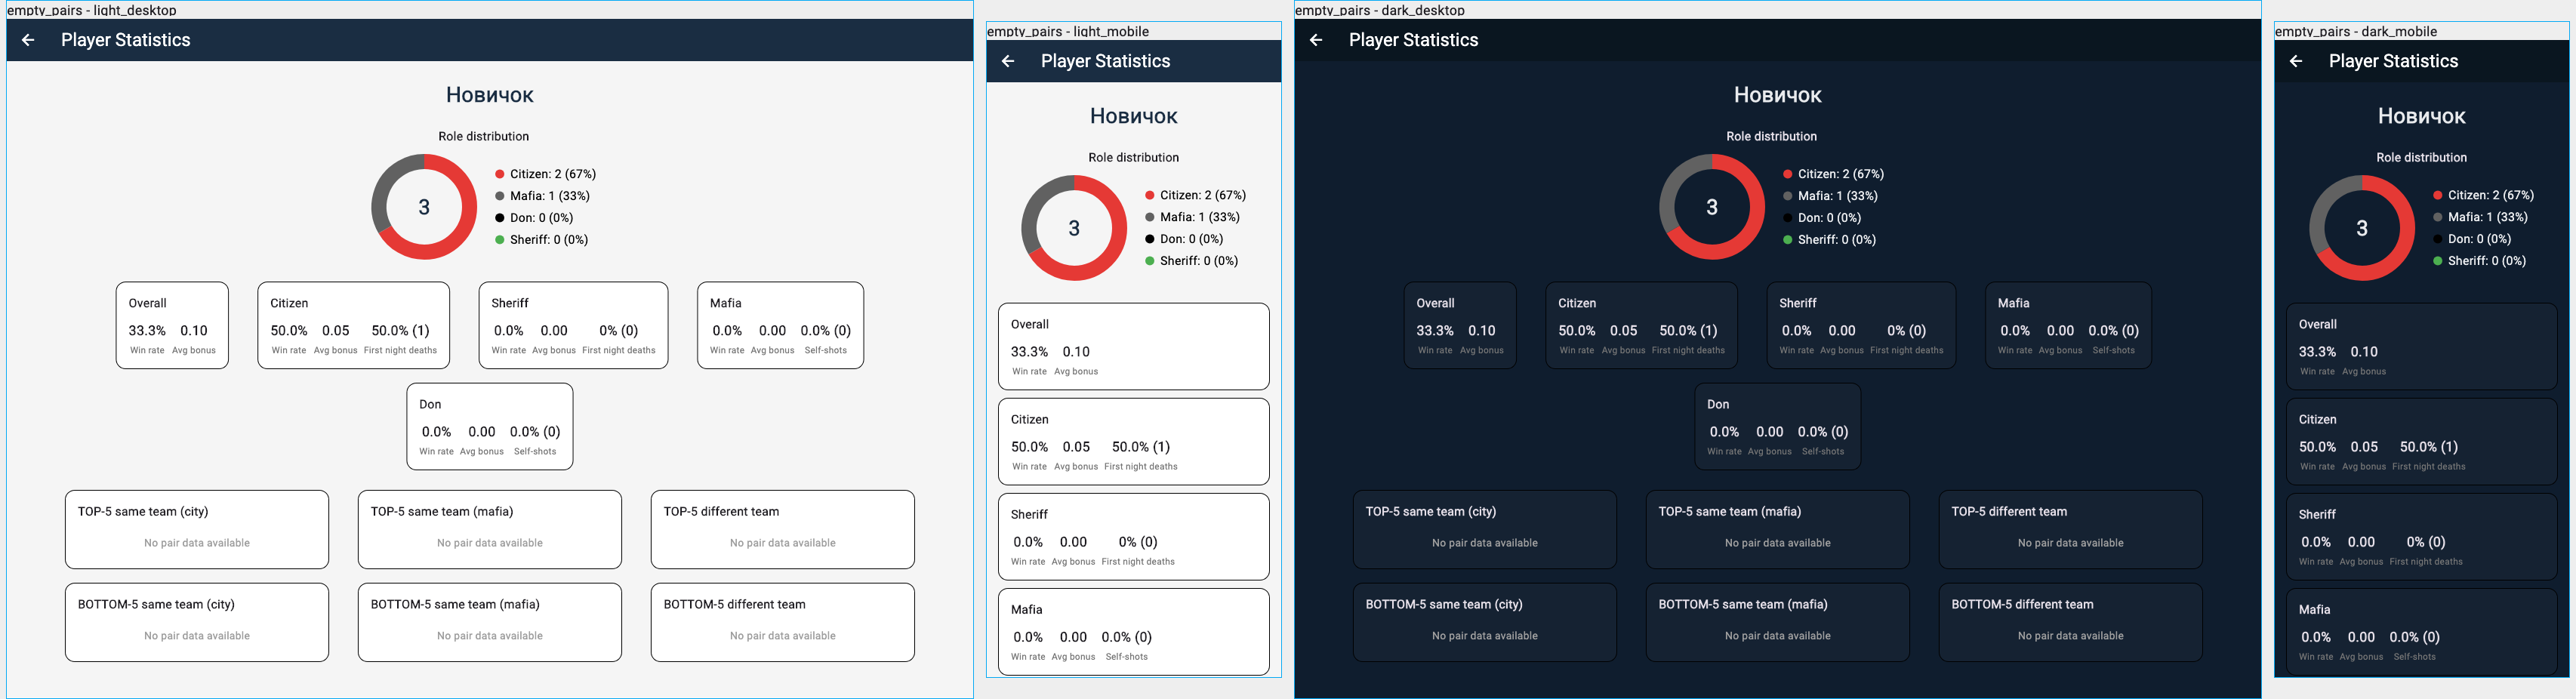 empty_pairs - light_desktop
Player Statistics
Новичок
Role distribution
3
Citizen: 2 (67%)
Mafia: 1 (33%)
Don: 0 (0%)
Sheriff: 0 (0%)
Overall
33.3% 0.10
Win rate Avg bonus
Citizen
50.0% 0.05 50.0% (1)
Win rate Avg bonus First night deaths
Sheriff
0.0% 0.00 0% (0)
Win rate Avg bonus First night deaths
Mafia
0.0% 0.00 0.0% (0)
Win rate Avg bonus Self-shots
Don
0.0% 0.00 0.0% (0)
Win rate Avg bonus Self-shots
TOP-5 same team (city)
No pair data available
TOP-5 same team (mafia)
No pair data available
TOP-5 different team
No pair data available
BOTTOM-5 same team (city)
No pair data available
BOTTOM-5 same team (mafia)
No pair data available
BOTTOM-5 different team
No pair data available
empty_pairs - light_mobile
Player Statistics
Новичок
Role distribution
3
Citizen: 2 (67%)
Mafia: 1 (33%)
Don: 0 (0%)
Sheriff: 0 (0%)
Overall
33.3% 0.10
Win rate Avg bonus
Citizen
50.0% 0.05 50.0% (1)
Win rate Avg bonus First night deaths
Sheriff
0.0% 0.00 0% (0)
Win rate Avg bonus First night deaths
Mafia
0.0% 0.00 0.0% (0)
Win rate Avg bonus Self-shots
empty_pairs - dark_desktop
Player Statistics
Новичок
Role distribution
3
Citizen: 2 (67%)
Mafia: 1 (33%)
Don: 0 (0%)
Sheriff: 0 (0%)
Overall
33.3% 0.10
Win rate Avg bonus
Citizen
50.0% 0.05 50.0% (1)
Win rate Avg bonus First night deaths
Sheriff
0.0% 0.00 0% (0)
Win rate Avg bonus First night deaths
Mafia
0.0% 0.00 0.0% (0)
Win rate Avg bonus Self-shots
Don
0.0% 0.00 0.0% (0)
Win rate Avg bonus Self-shots
TOP-5 same team (city)
No pair data available
TOP-5 same team (mafia)
No pair data available
TOP-5 different team
No pair data available
BOTTOM-5 same team (city)
No pair data available
BOTTOM-5 same team (mafia)
No pair data available
BOTTOM-5 different team
No pair data available
empty_pairs - dark_mobile
Player Statistics
Новичок
Role distribution
3
Citizen: 2 (67%)
Mafia: 1 (33%)
Don: 0 (0%)
Sheriff: 0 (0%)
Overall
33.3% 0.10
Win rate Avg bonus
Citizen
50.0% 0.05 50.0% (1)
Win rate Avg bonus First night deaths
Sheriff
0.0% 0.00 0% (0)
Win rate Avg bonus First night deaths
Mafia
0.0% 0.00 0.0% (0)
Win rate Avg bonus Self-shots